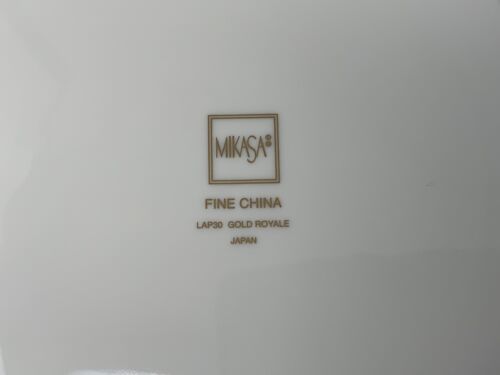 MIKASA
FINE CHINA
LAP30 GOLD ROYALE
JAPAN